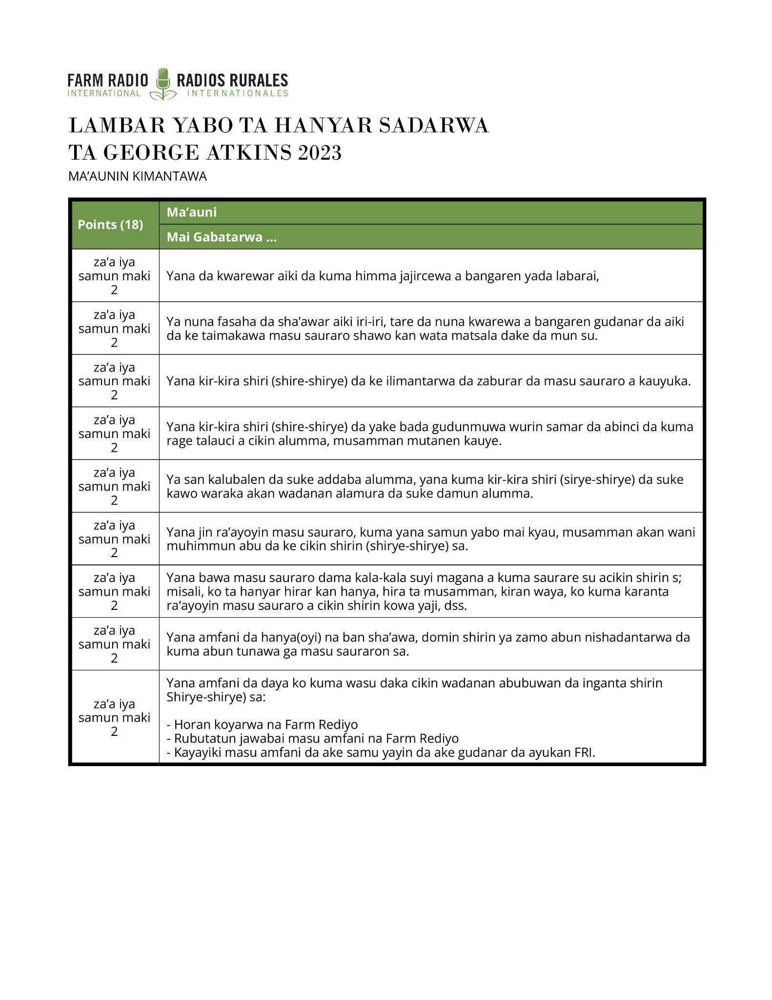 FARM RADIO RADIOS RURALES
INTERNATIONAL INTERNATIONALES
LAMBAR YABO TA HANYAR SADARWA
TA GEORGE ATKINS 2023
MA’AUNIN KIMANTAWA
Points (18)
Ma’auni
Mai Gabatarwa ...
za’a iya
samun maki
2
Yana da kwarewar aiki da kuma himma jajircewa a bangaren yada labarai,
za’a iya
samun maki
2
Ya nuna fasaha da sha’awar aiki iri-iri, tare da nuna kwarewa a bangaren gudanar da aiki
da ke taimakawa masu sauraro shawo kan wata matsala dake da mun su.
za’a iya
samun maki
2
Yana kir-kira shiri (shire-shirye) da ke ilimantarwa da zaburar da masu sauraro a kauyuka.
za’a iya
samun maki
2
Yana kir-kira shiri (shire-shirye) da yake bada gudunmuwa wurin samar da abinci da kuma
rage talauci a cikin alumma, musamman mutanen kauye.
za’a iya
samun maki
2
Ya san kalubalen da suke addaba alumma, yana kuma kir-kira shiri (sirye-shirye) da suke
kawo waraka akan wadanan alamura da suke damun alumma.
za’a iya
samun maki
2
Yana jin ra’ayoyin masu sauraro, kuma yana samun yabo mai kyau, musamman akan wani
muhimmun abu da ke cikin shirin (shirye-shirye) sa.
za’a iya
samun maki
2
Yana bawa masu sauraro dama kala-kala suyi magana a kuma saurare su acikin shirin s;
misali, ko ta hanyar hirar kan hanya, hira ta musamman, kiran waya, ko kuma karanta
ra’ayoyin masu sauraro a cikin shirin kowa yaji, dss.
za’a iya
samun maki
2
Yana amfani da hanya(oyi) na ban sha’awa, domin shirin ya zamo abun nishadantarwa da
kuma abun tunawa ga masu sauraron sa.
za’a iya
samun maki
2
Yana amfani da daya ko kuma wasu daka cikin wadanan abubuwan da inganta shirin
Shirye-shirye) sa:
- Horan koyarwa na Farm Rediyo
- Rubutatun jawabai masu amfani na Farm Rediyo
- Kayayiki masu amfani da ake samu yayin da ake gudanar da ayukan FRI.